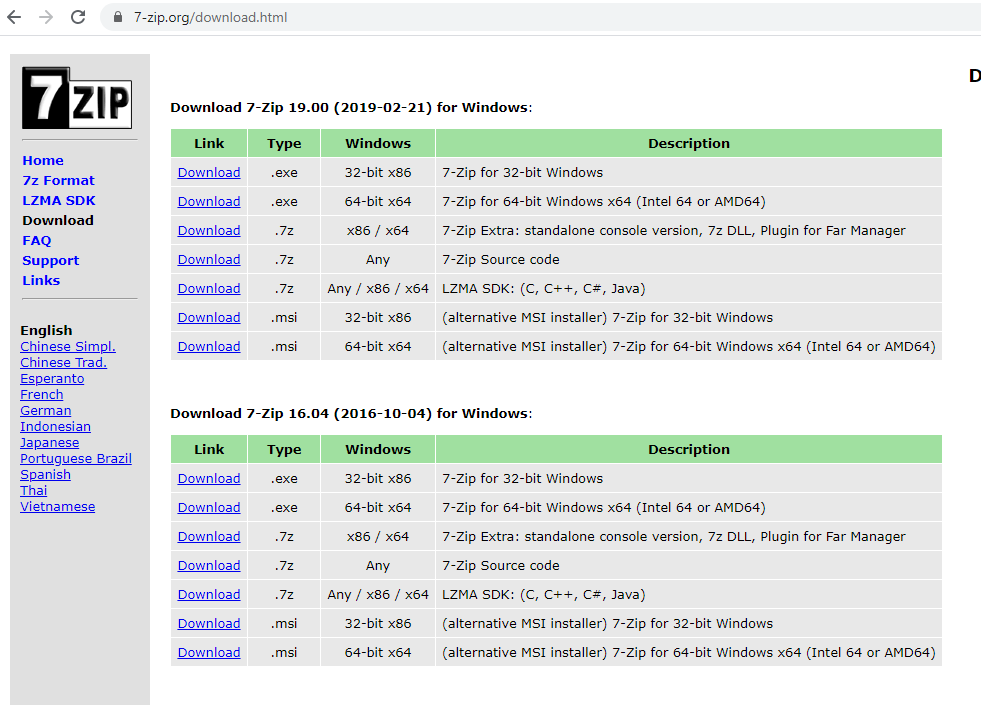 7-zip.org/download.html
7ZIP
Home
7z Format
LZMA SDK
Download
FAQ
Support
Links
English
Chinese Simpl.
Chinese Trad.
Esperanto
French
German
Indonesian
Japanese
Portuguese Brazil
Spanish
Thai
Vietnamese
D
Download 7-Zip 19.00 (2019-02-21) for Windows:
Link Type Windows Description
Download .exe 32-bit x86 7-Zip for 32-bit Windows
Download .exe 64-bit x64 7-Zip for 64-bit Windows x64 (Intel 64 or AMD64)
Download .7z x86 / x64 7-Zip Extra: standalone console version, 7z DLL, Plugin for Far Manager
Download .7z Any 7-Zip Source code
Download .7z Any / x86 / x64 LZMA SDK: (C, C++, C#, Java)
Download .msi 32-bit x86 (alternative MSI installer) 7-Zip for 32-bit Windows
Download .msi 64-bit x64 (alternative MSI installer) 7-Zip for 64-bit Windows x64 (Intel 64 or AMD64)
Download 7-Zip 16.04 (2016-10-04) for Windows:
Link Type Windows Description
Download .exe 32-bit x86 7-Zip for 32-bit Windows
Download .exe 64-bit x64 7-Zip for 64-bit Windows x64 (Intel 64 or AMD64)
Download .7z x86 / x64 7-Zip Extra: standalone console version, 7z DLL, Plugin for Far Manager
Download .7z Any 7-Zip Source code
Download .7z Any / x86 / x64 LZMA SDK: (C, C++, C#, Java)
Download .msi 32-bit x86 (alternative MSI installer) 7-Zip for 32-bit Windows
Download .msi 64-bit x64 (alternative MSI installer) 7-Zip for 64-bit Windows x64 (Intel 64 or AMD64)